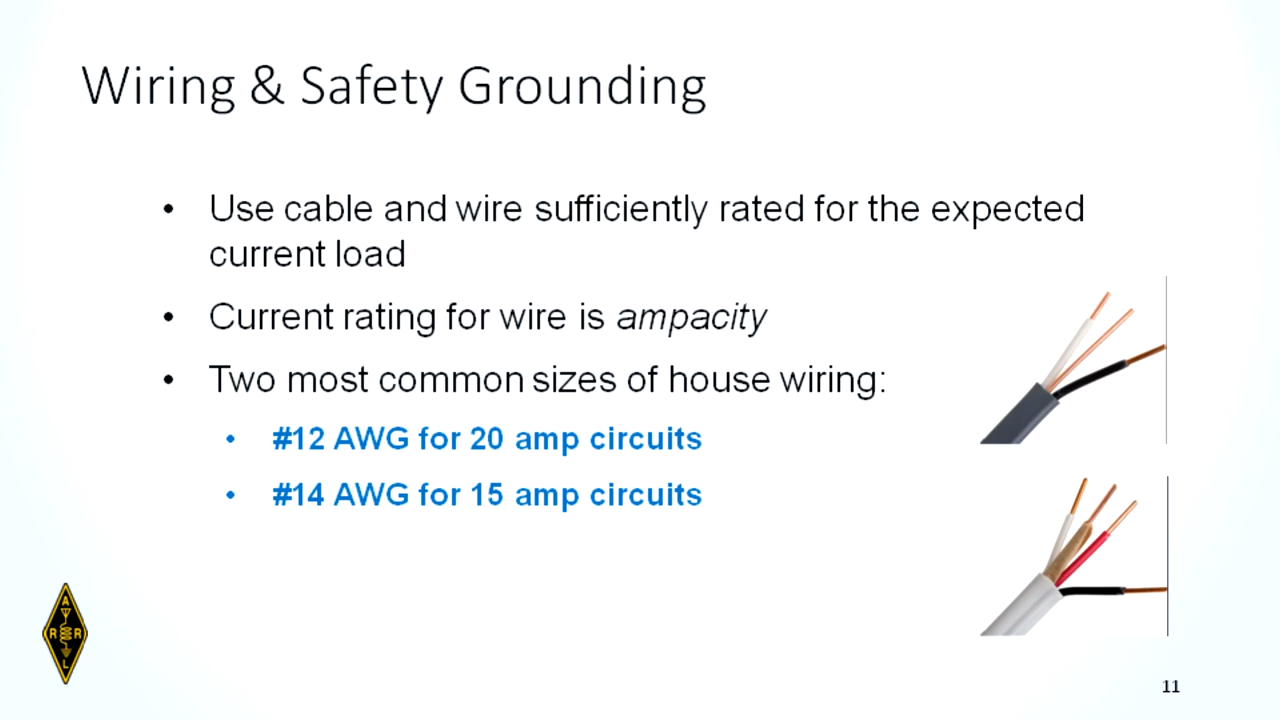 Wiring & Safety Grounding
• Use cable and wire sufficiently rated for the expected
current load
• Current rating for wire is ampacity
• Two most common sizes of house wiring:
• #12 AWG for 20 amp circuits
• #14 AWG for 15 amp circuits
A
R R
L
11